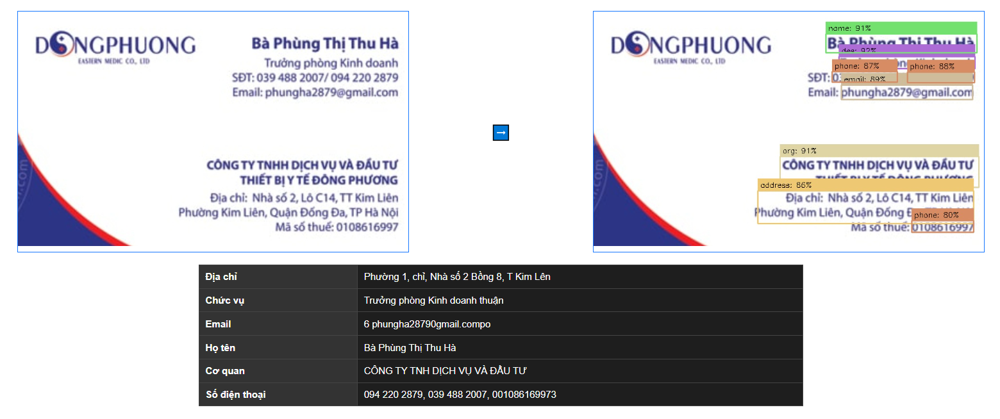 DONGPHUONG
EASTERN MEDIC CO., LTD
Bà Phùng Thị Thu Hà
Trưởng phòng Kinh doanh
SĐT: 039 488 2007/ 094 220 2879
Email: phungha2879@gmail.com
CÔNG TY TNHH DỊCH VỤ VÀ ĐẦU TƯ
THIẾT BỊ Y TẾ ĐÔNG PHƯƠNG
Địa chỉ: Nhà số 2, Lô C14, TT Kim Liên
Phường Kim Liên, Quận Đống Đa, TP Hà Nội
Mã số thuế: 0108616997
DONGPHUONG
EASTERN MEDIC CO., LTD
name: 91%
Bà Phùng Thị Thu Hà
dee: 92%
phone: 87% phone: 88%
SĐT:
email: 89%
Email: phungha2879@gmail.com
org: 91%
CÔNG TY TNHH DỊCH VỤ VÀ ĐẦU TƯ
THIẾT BỊ Y TẾ ĐÔNG PHƯƠNG
address: 86%
Địa chỉ: Nhà số 2, Lô C14, TT Kim Liên
Phường Kim Liên, Quận Đống
phone: 80%
Mã số thuế: 0108616997
Địa chỉ Phường 1, chỉ, Nhà số 2 Bồng 8, T Kim Lên
Chức vụ Trưởng phòng Kinh doanh thuận
Email 6 phungha28790gmail.compo
Họ tên Bà Phùng Thị Thu Hà
Cơ quan CÔNG TY TNH DỊCH VỤ VÀ ĐẦU TƯ
Số điện thoại 094 220 2879, 039 488 2007, 001086169973